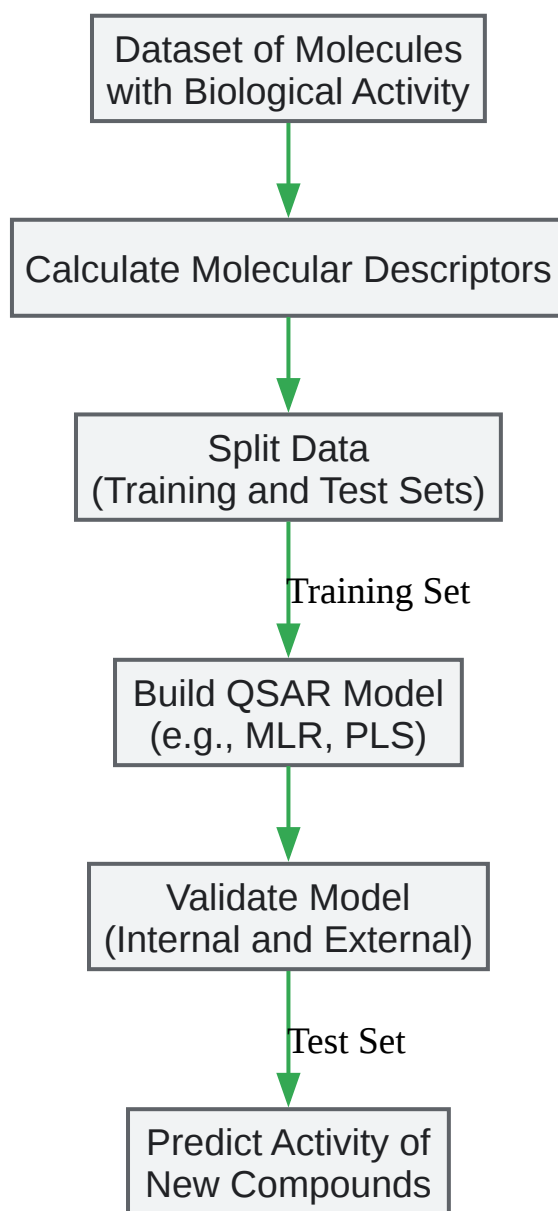 Dataset of Molecules
with Biological Activity
Calculate Molecular Descriptors
Split Data
(Training and Test Sets)
Training Set
Build QSAR Model
(e.g., MLR, PLS)
Validate Model
(Internal and External)
Test Set
Predict Activity of
New Compounds